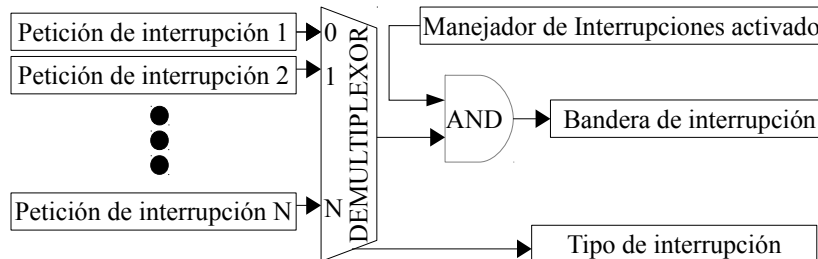 Petición de interrupción 1
0
Manejador de Interrupciones activado
Petición de interrupción 2
1
DEMULTIPLEXOR
AND
Bandera de interrupción
Petición de interrupción N
N
Tipo de interrupción